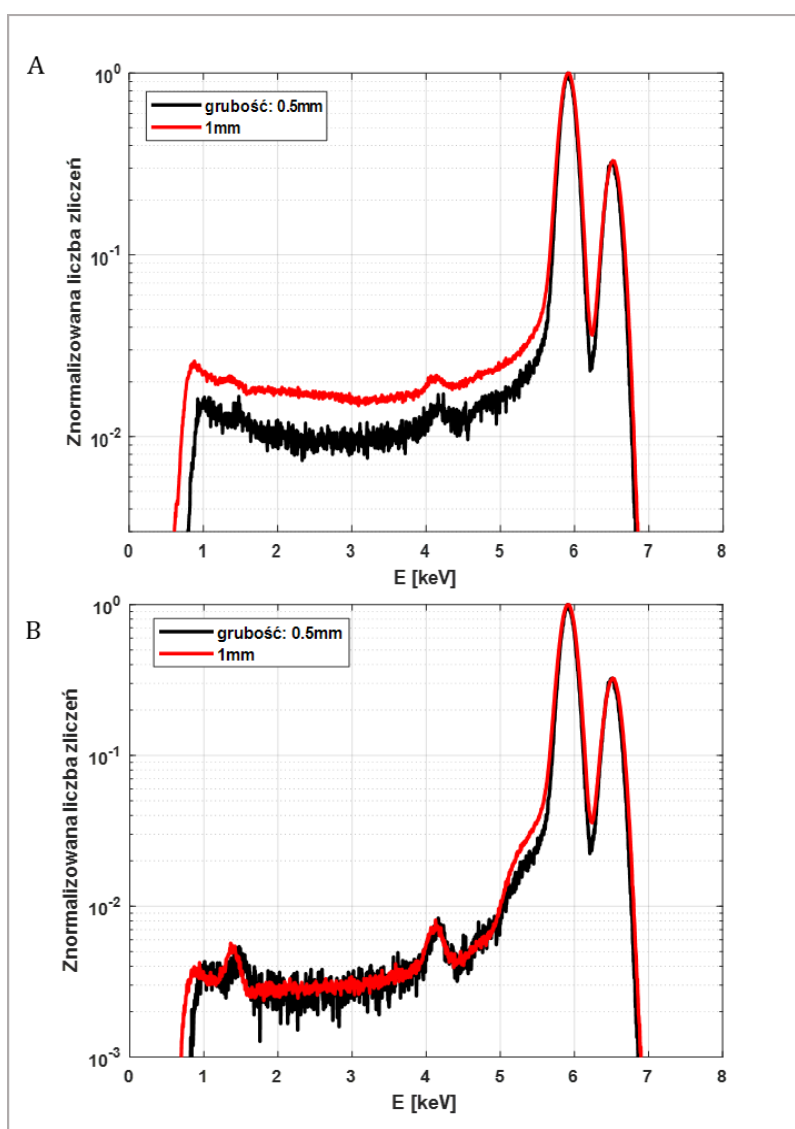 A
10⁰
10⁻¹
10⁻²
Znormalizowana liczba zliczeń
grubość: 0.5mm
1mm
0 1 2 3 4 5 6 7 8
E [keV]
B
10⁰
10⁻¹
10⁻²
10⁻³
Znormalizowana liczba zliczeń
grubość: 0.5mm
1mm
0 1 2 3 4 5 6 7 8
E [keV]